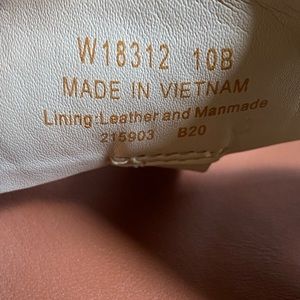 W18312 10B
MADE IN VIETNAM
Lining:Leather and Manmade
215903 B20